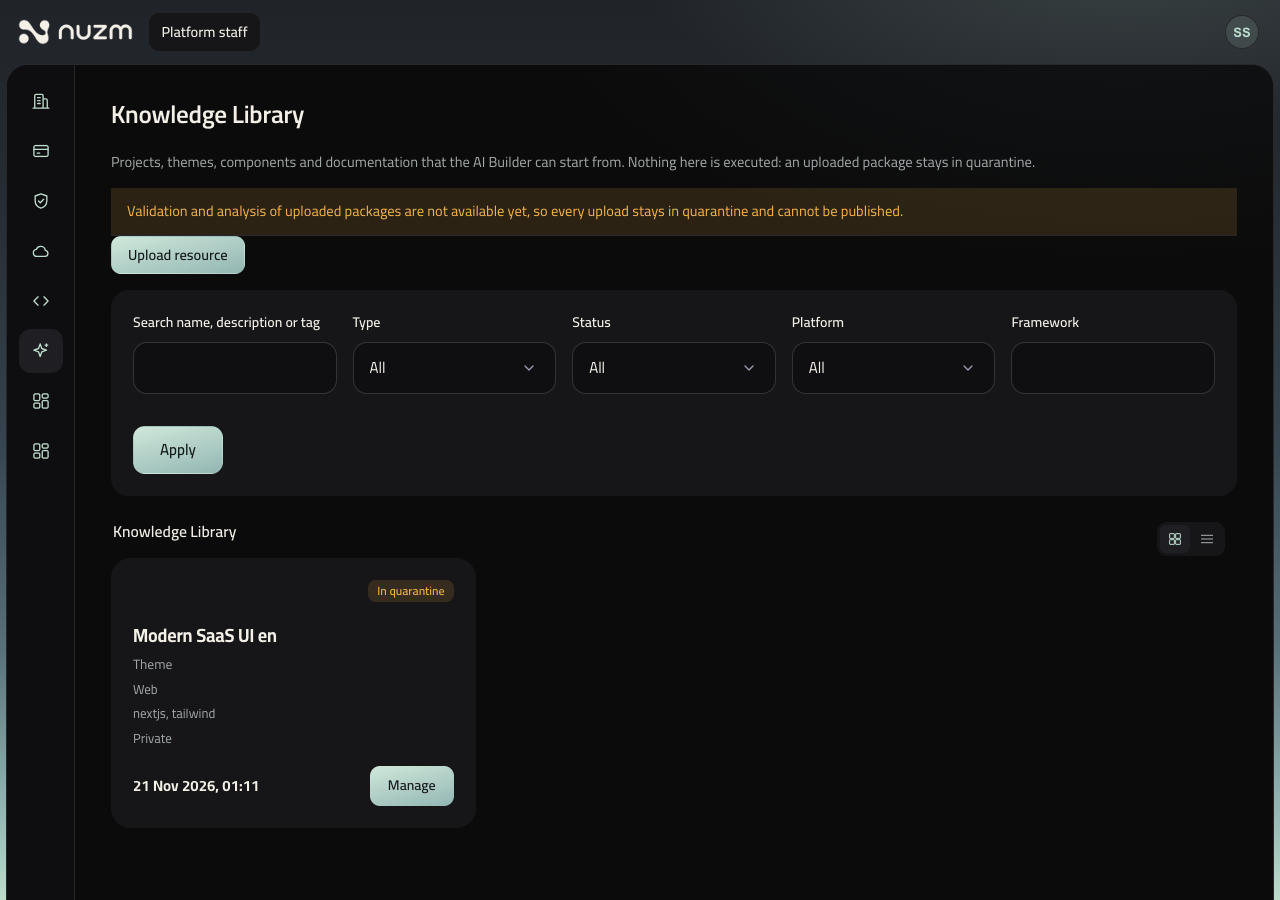 nuzm
Platform staff
SS
Knowledge Library
Projects, themes, components and documentation that the AI Builder can start from. Nothing here is executed: an uploaded package stays in quarantine.
Validation and analysis of uploaded packages are not available yet, so every upload stays in quarantine and cannot be published.
Upload resource
Search name, description or tag
Type
Status
Platform
Framework
All
All
All
Apply
Knowledge Library
In quarantine
Modern SaaS UI en
Theme
Web
nextjs, tailwind
Private
21 Nov 2026, 01:11
Manage